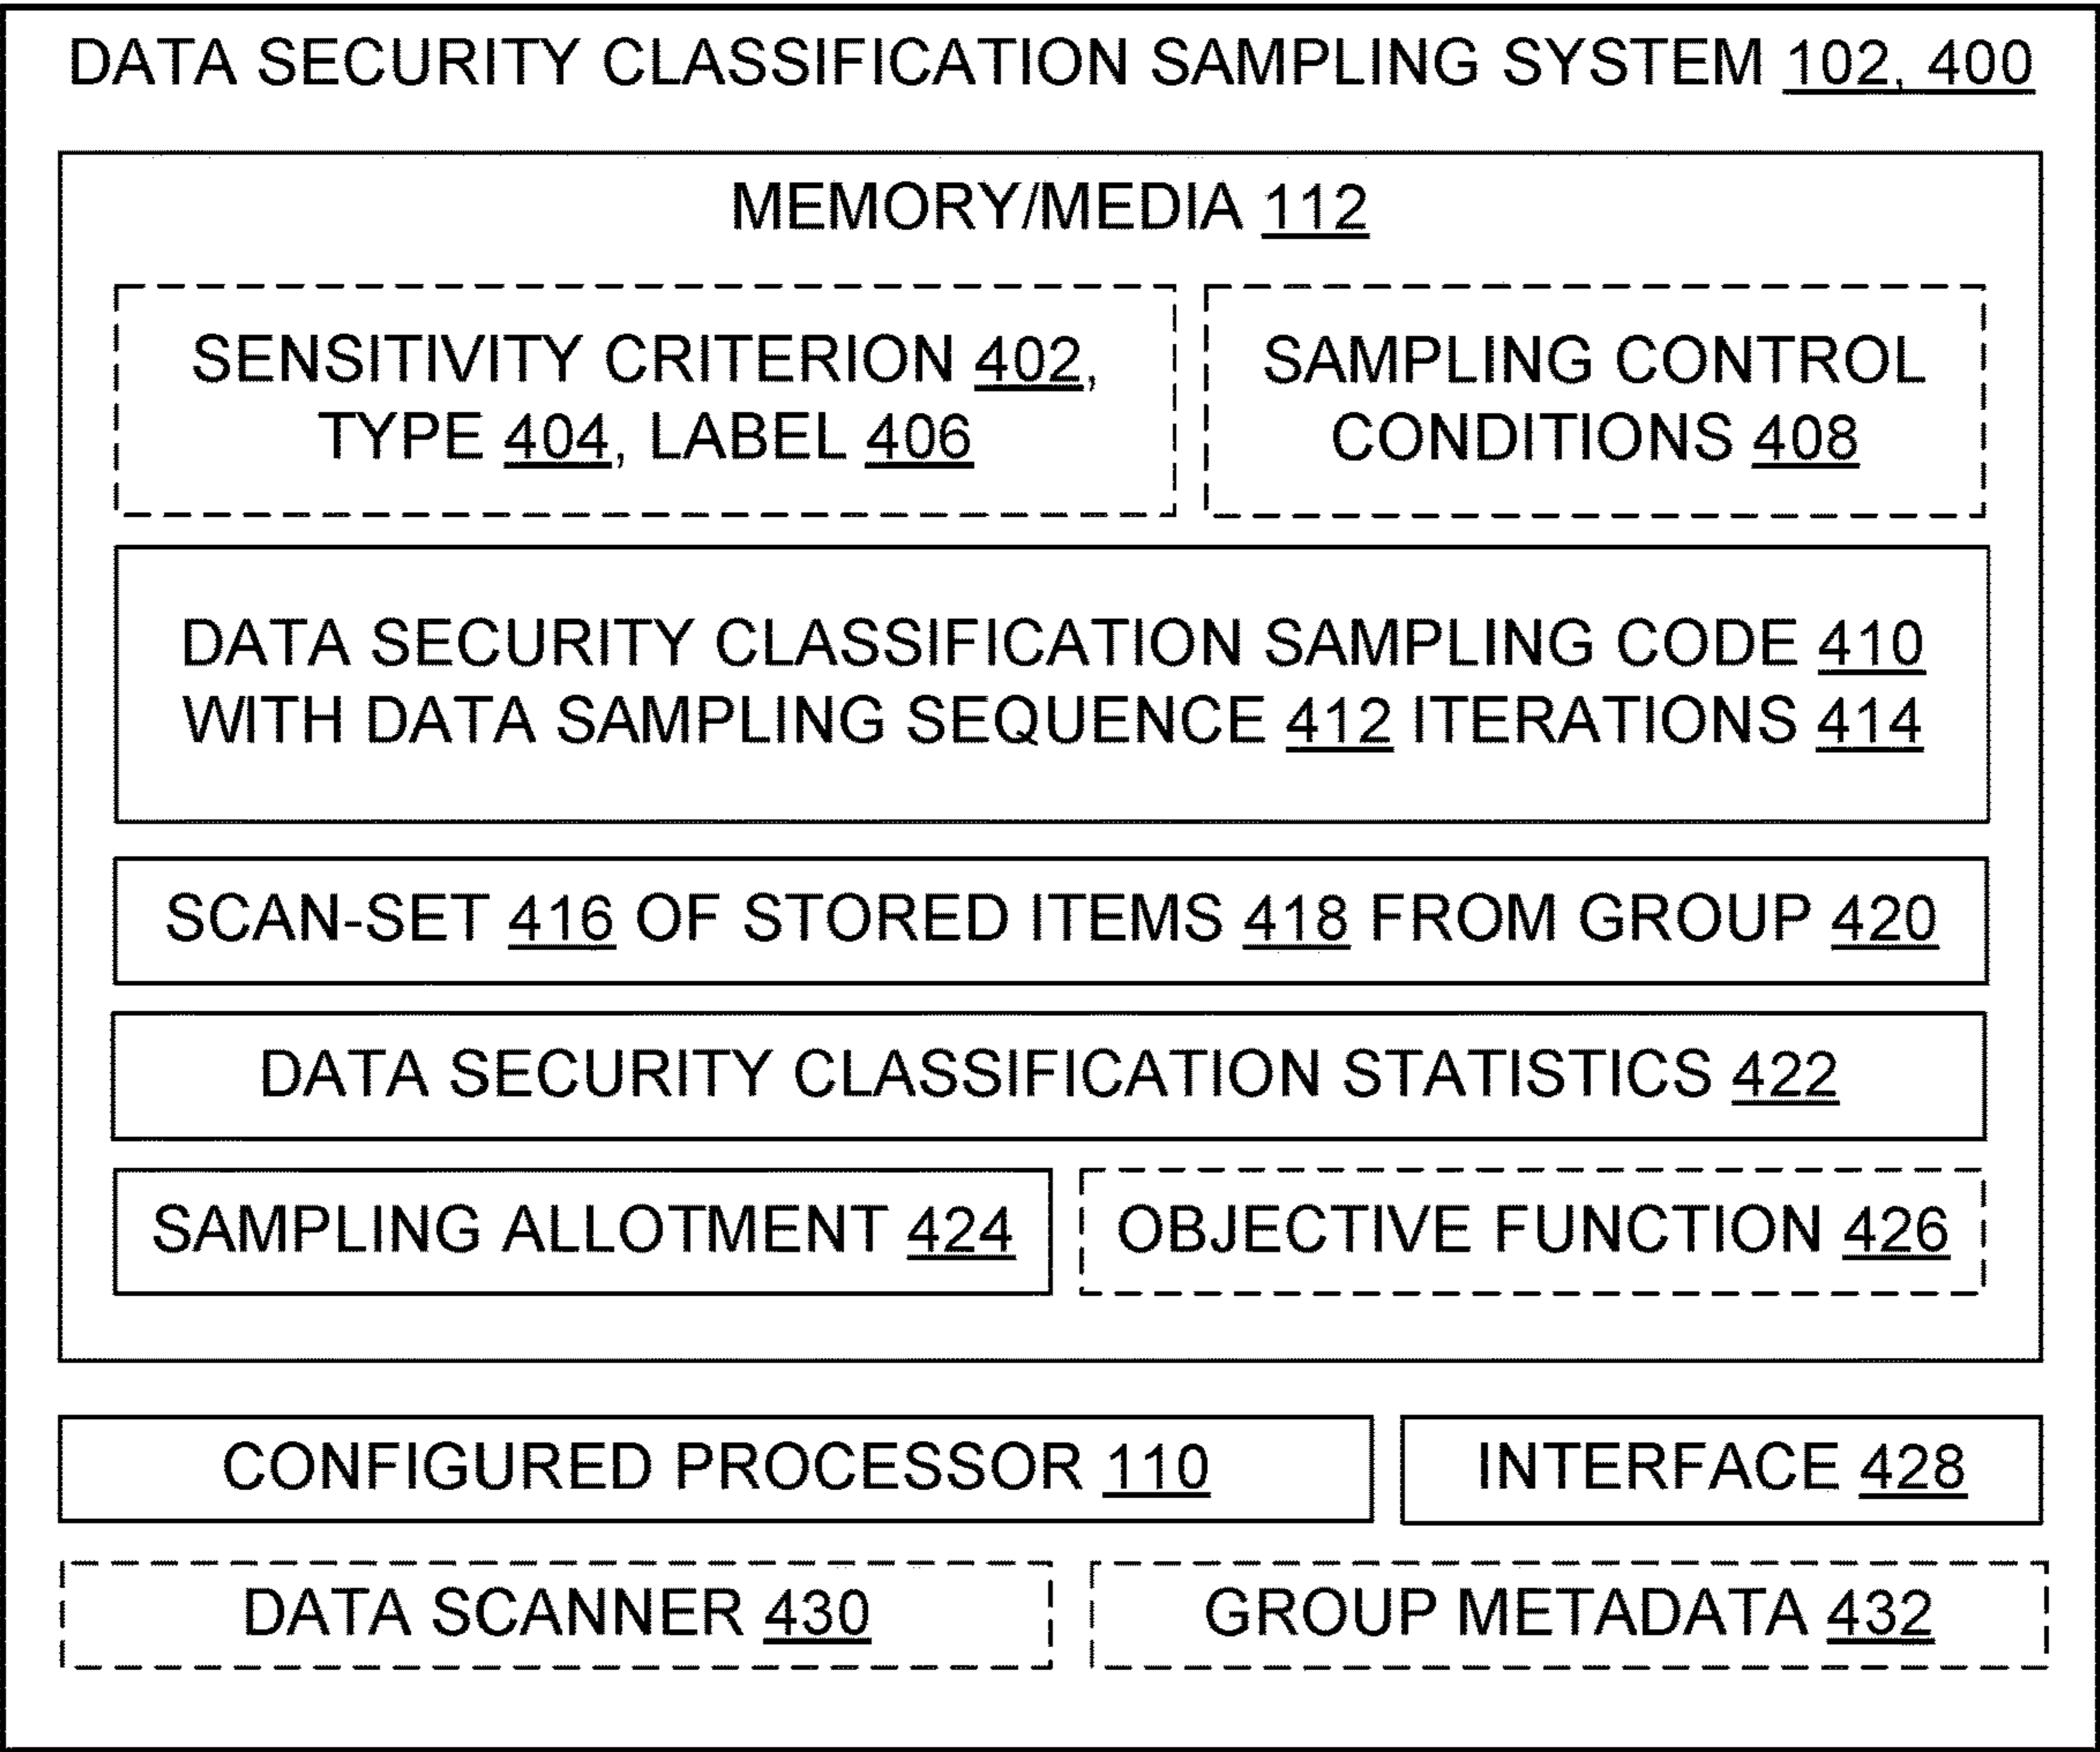 DATA SECURITY CLASSIFICATION SAMPLING SYSTEM 102, 400
MEMORY/MEDIA 112
SENSITIVITY CRITERION 402,
TYPE 404, LABEL 406
SAMPLING CONTROL
CONDITIONS 408
DATA SECURITY CLASSIFICATION SAMPLING CODE 410
WITH DATA SAMPLING SEQUENCE 412 ITERATIONS 414
SCAN-SET 416 OF STORED ITEMS 418 FROM GROUP 420
DATA SECURITY CLASSIFICATION STATISTICS 422
SAMPLING ALLOTMENT 424
OBJECTIVE FUNCTION 426
CONFIGURED PROCESSOR 110
INTERFACE 428
DATA SCANNER 430
GROUP METADATA 432